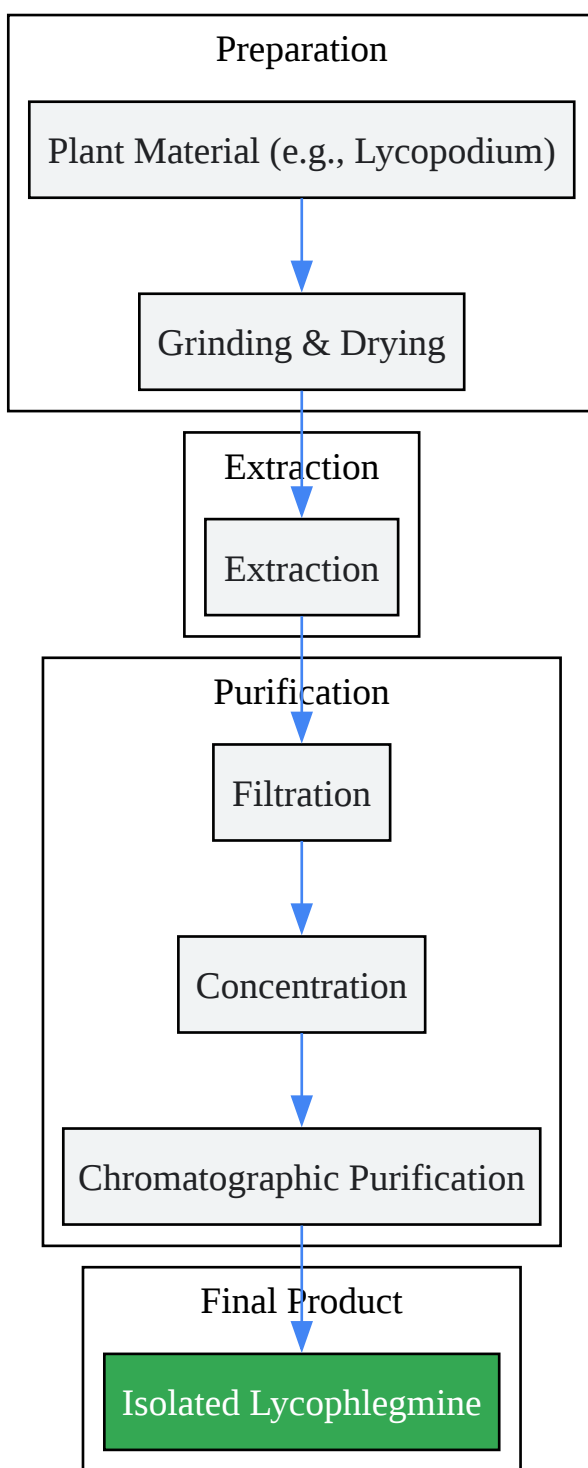 Preparation
Plant Material (e.g., Lycopodium)
Grinding & Drying
Extraction
Extraction
Purification
Filtration
Concentration
Chromatographic Purification
Final Product
Isolated Lycophlegmine